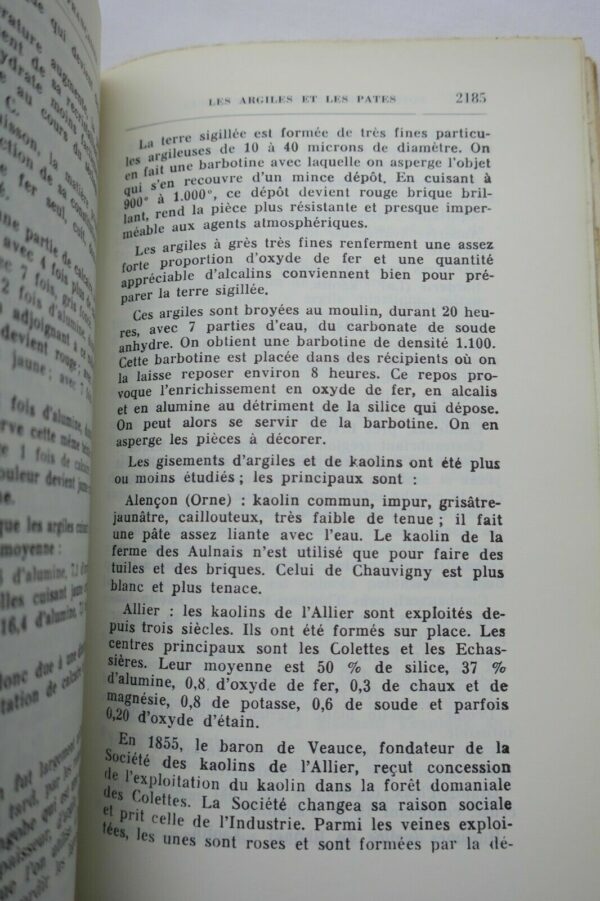 LES ARGILES ET LES PATES 2185
La terre sigillée est formée de très fines particu-
les argileuses de 10 à 40 microns de diamètre. On
en fait une barbotine avec laquelle on asperge l'objet
qui s'en recouvre d'un mince dépôt. En cuisant à
900° à 1.000°, ce dépôt devient rouge brique bril-
lant, rend la pièce plus résistante et presque imper-
méable aux agents atmosphériques.
Les argiles à grès très fines renferment une assez
forte proportion d'oxyde de fer et une quantité
appréciable d'alcalins conviennent bien pour pré-
parer la terre sigillée.
Ces argiles sont broyées au moulin, durant 20 heu-
res, avec 7 parties d'eau, du carbonate de soude
anhydre. On obtient une barbotine de densité 1.100.
Cette barbotine est placée dans des récipients où on
la laisse reposer environ 8 heures. Ce repos pro-
voque l'enrichissement en oxyde de fer, en alcalis
et en alumine au détriment de la silice qui dépose.
On peut alors se servir de la barbotine. On en
asperge les pièces à décorer.
Les gisements d'argiles et de kaolins ont été plus
ou moins étudiés ; les principaux sont :
Alençon (Orne) : kaolin commun, impur, grisâtre-
jaunâtre, caillouteux, très faible de tenue ; il fait
une pâte assez liante avec l'eau. Le kaolin de la
ferme des Aulnais n'est utilisé que pour faire des
tuiles et des briques. Celui de Chauvigny est plus
blanc et plus tenace.
Allier : les kaolins de l'Allier sont exploités de-
puis trois siècles. Ils ont été formés sur place. Les
centres principaux sont les Colettes et les Echas-
sières. Leur moyenne est 50 % de silice, 37 %
d'alumine, 0,8 d'oxyde de fer, 0,3 de chaux et de
magnésie, 0,8 de potasse, 0,6 de soude et parfois
0,20 d'oxyde d'étain.
En 1855, le baron de Veauce, fondateur de la
Société des kaolins de l'Allier, reçut concession
de l'exploitation du kaolin dans la forêt domaniale
des Colettes. La Société changea sa raison sociale
et prit celle de l'Industrie. Parmi les veines exploi-
tées, les unes sont roses et sont formées par la dé-